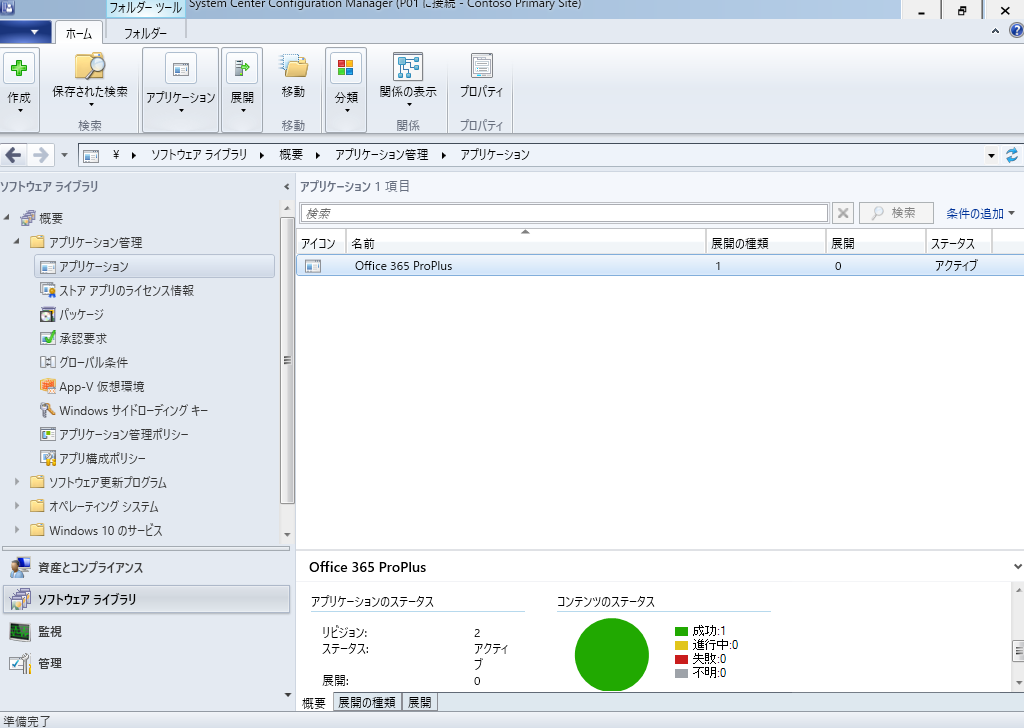 フォルダー ツール
System Center Configuration Manager (P01 に接続 - Contoso Primary Site)
ホーム
フォルダー
作成
保存された検索
アプリケーション
展開
移動
分類
関係の表示
プロパティ
検索
移動
関係
プロパティ
¥ ソフトウェア ライブラリ 概要 アプリケーション管理 アプリケーション
ソフトウェア ライブラリ
概要
アプリケーション管理
アプリケーション
ストア アプリのライセンス情報
パッケージ
承認要求
グローバル条件
App-V 仮想環境
Windows サイドローディング キー
アプリケーション管理ポリシー
アプリ構成ポリシー
ソフトウェア更新プログラム
オペレーティング システム
Windows 10 のサービス
資産とコンプライアンス
ソフトウェア ライブラリ
監視
管理
アプリケーション 1 項目
検索
検索
条件の追加
アイコン 名前 展開の種類 展開 ステータス
Office 365 ProPlus 1 0 アクティブ
Office 365 ProPlus
アプリケーションのステータス
リビジョン: 2
ステータス: アクティ
ブ
展開: 0
コンテンツのステータス
成功:1
進行中:0
失敗:0
不明:0
概要 展開の種類 展開
準備完了